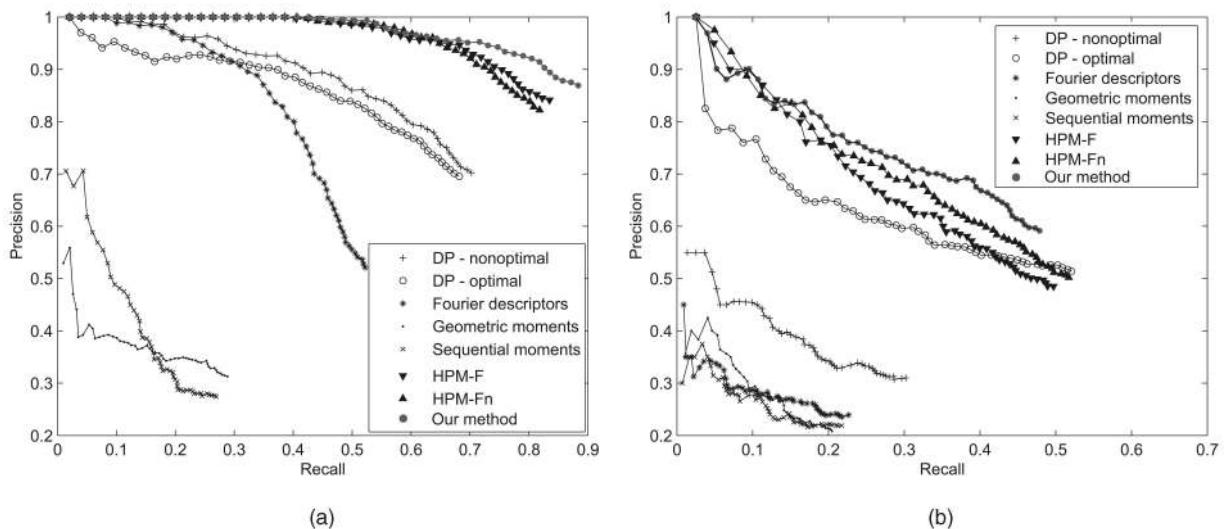 1
0.9
0.8
0.7
0.6
0.5
0.4
0.3
0.2
Precision
0 0.1 0.2 0.3 0.4 0.5 0.6 0.7 0.8 0.9
Recall
DP - nonoptimal
DP - optimal
Fourier descriptors
Geometric moments
Sequential moments
HPM-F
HPM-Fn
Our method
(a)
1
0.9
0.8
0.7
0.6
0.5
0.4
0.3
0.2
Precision
0 0.1 0.2 0.3 0.4 0.5 0.6 0.7
Recall
DP - nonoptimal
DP - optimal
Fourier descriptors
Geometric moments
Sequential moments
HPM-F
HPM-Fn
Our method
(b)